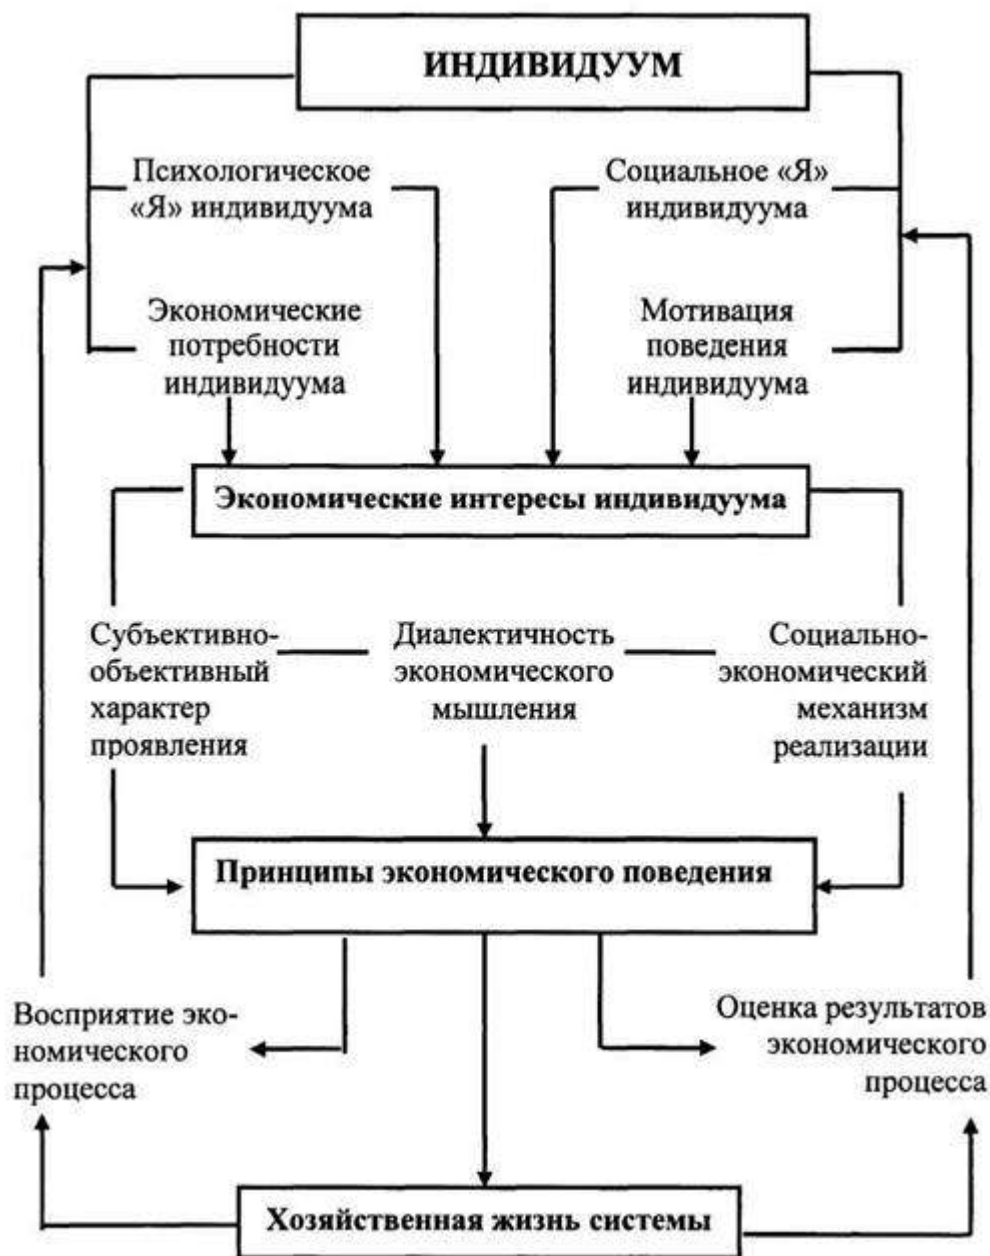 ИНДИВИДУУМ
Психологическое
«Я» индивидуума
Социальное «Я»
индивидуума
Экономические
потребности
индивидуума
Мотивация
поведения
индивидуума
Экономические интересы индивидуума
Субъективно-
объективный
характер
проявления
Диалектичность
экономического
мышления
Социально-
экономический
механизм
реализации
Принципы экономического поведения
Восприятие эко-
номического
процесса
Оценка результатов
экономического
процесса
Хозяйственная жизнь системы